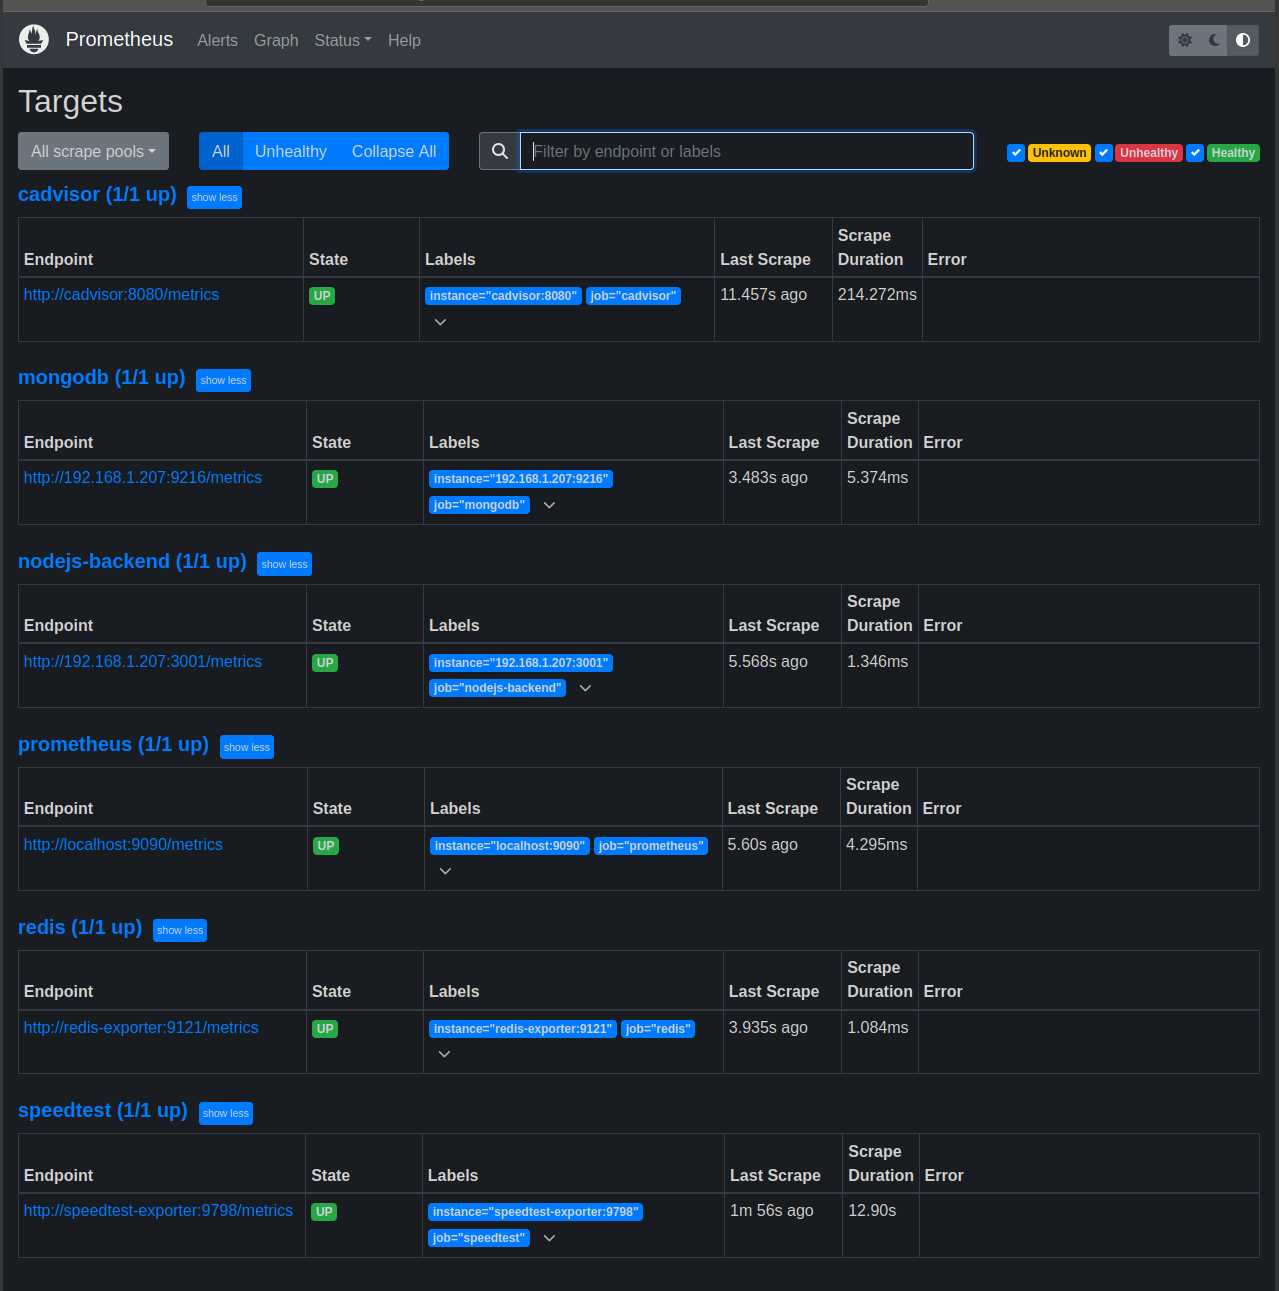 Prometheus Alerts Graph Status Help
Targets
All scrape pools All Unhealthy Collapse All Filter by endpoint or labels Unknown Unhealthy Healthy
cadvisor (1/1 up) show less
Endpoint State Labels Last Scrape Scrape Duration Error
http://cadvisor:8080/metrics UP instance="cadvisor:8080" job="cadvisor" 11.457s ago 214.272ms
mongodb (1/1 up) show less
Endpoint State Labels Last Scrape Scrape Duration Error
http://192.168.1.207:9216/metrics UP instance="192.168.1.207:9216" 3.483s ago 5.374ms
job="mongodb"
nodejs-backend (1/1 up) show less
Endpoint State Labels Last Scrape Scrape Duration Error
http://192.168.1.207:3001/metrics UP instance="192.168.1.207:3001" 5.568s ago 1.346ms
job="nodejs-backend"
prometheus (1/1 up) show less
Endpoint State Labels Last Scrape Scrape Duration Error
http://localhost:9090/metrics UP instance="localhost:9090" job="prometheus" 5.60s ago 4.295ms
redis (1/1 up) show less
Endpoint State Labels Last Scrape Scrape Duration Error
http://redis-exporter:9121/metrics UP instance="redis-exporter:9121" job="redis" 3.935s ago 1.084ms
speedtest (1/1 up) show less
Endpoint State Labels Last Scrape Scrape Duration Error
http://speedtest-exporter:9798/metrics UP instance="speedtest-exporter:9798" 1m 56s ago 12.90s
job="speedtest"